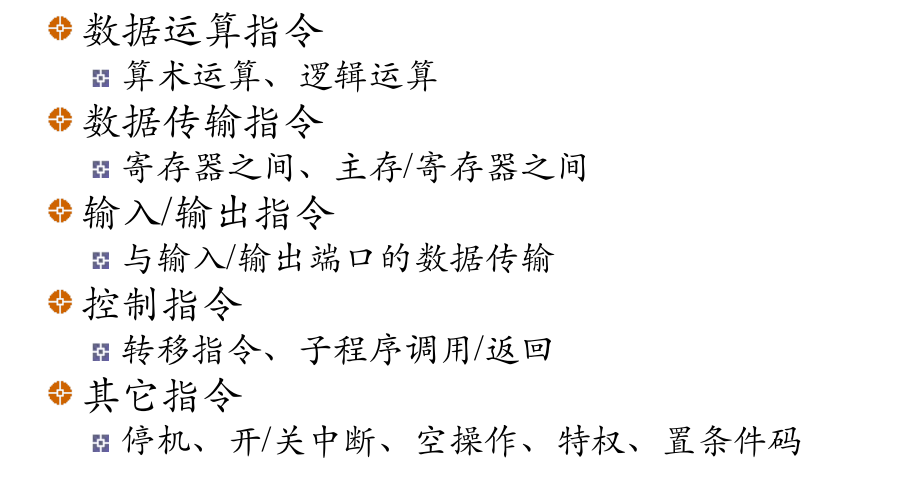 数据运算指令
算术运算、逻辑运算
数据传输指令
寄存器之间、主存/寄存器之间
输入/输出指令
与输入/输出端口的数据传输
控制指令
转移指令、子程序调用/返回
其它指令
停机、开/关中断、空操作、特权、置条件码